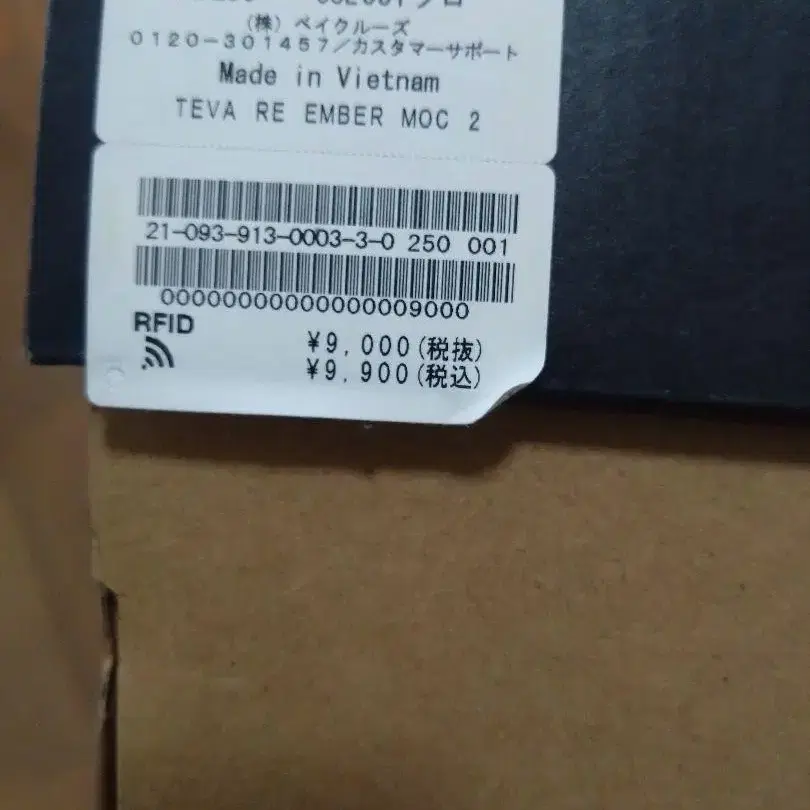 (株) ベイクルーズ
0120-301457/カスタマーサポート
Made in Vietnam
TEVA RE EMBER MOC 2
21-093-913-0003-3-0 250 001
00000000000000009000
RFID
¥9,000(税抜)
¥9,900(税込)